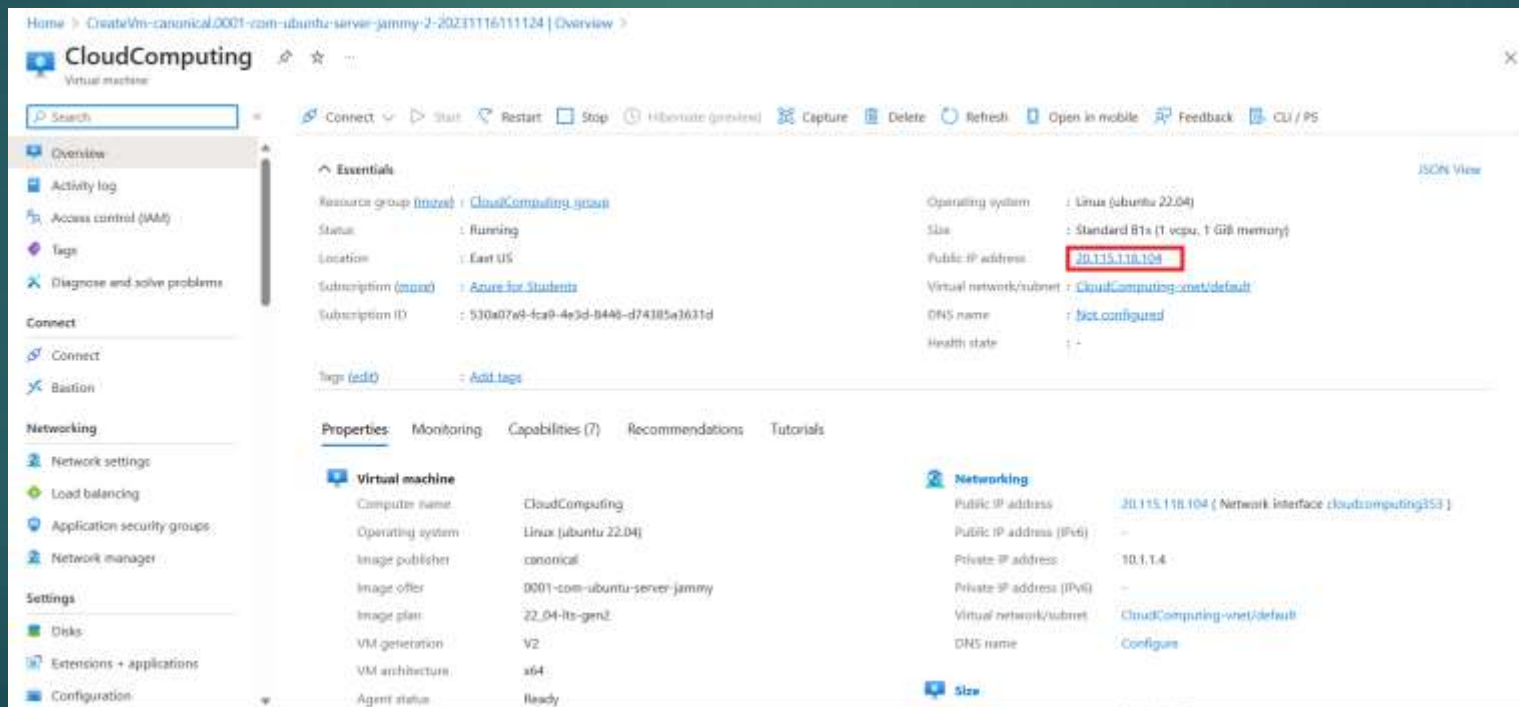 Home > CreateVm-canonical.0001-com-ubuntu-server-jammy-2-20231116111124 | Overview >
CloudComputing
Virtual machine
Search
Connect Start Restart Stop Hibernate (preview) Capture Delete Refresh Open in mobile Feedback CLI / PS
Overview
Activity log
Access control (IAM)
Tags
Diagnose and solve problems
Connect
Connect
Bastion
Networking
Network settings
Load balancing
Application security groups
Network manager
Settings
Disks
Extensions + applications
Configuration
Essentials
JSON View
Resource group (move) : CloudComputing_group
Status : Running
Location : East US
Subscription (move) : Azure for Students
Subscription ID : 530a07a9-fca9-4e3d-8446-d74385a3631d
Operating system : Linux (ubuntu 22.04)
Size : Standard B1s (1 vcpu, 1 GiB memory)
Public IP address : 20.115.118.104
Virtual network/subnet : CloudComputing-vnet/default
DNS name : Not configured
Health state : -
Tags (edit) : Add tags
Properties Monitoring Capabilities (7) Recommendations Tutorials
Virtual machine
Computer name CloudComputing
Operating system Linux (ubuntu 22.04)
Image publisher canonical
Image offer 0001-com-ubuntu-server-jammy
Image plan 22_04-lts-gen2
VM generation V2
VM architecture x64
Agent status Ready
Networking
Public IP address 20.115.118.104 ( Network interface cloudcomputing353 )
Public IP address (IPv6) -
Private IP address 10.1.1.4
Private IP address (IPv6) -
Virtual network/subnet CloudComputing-vnet/default
DNS name Configure
Size